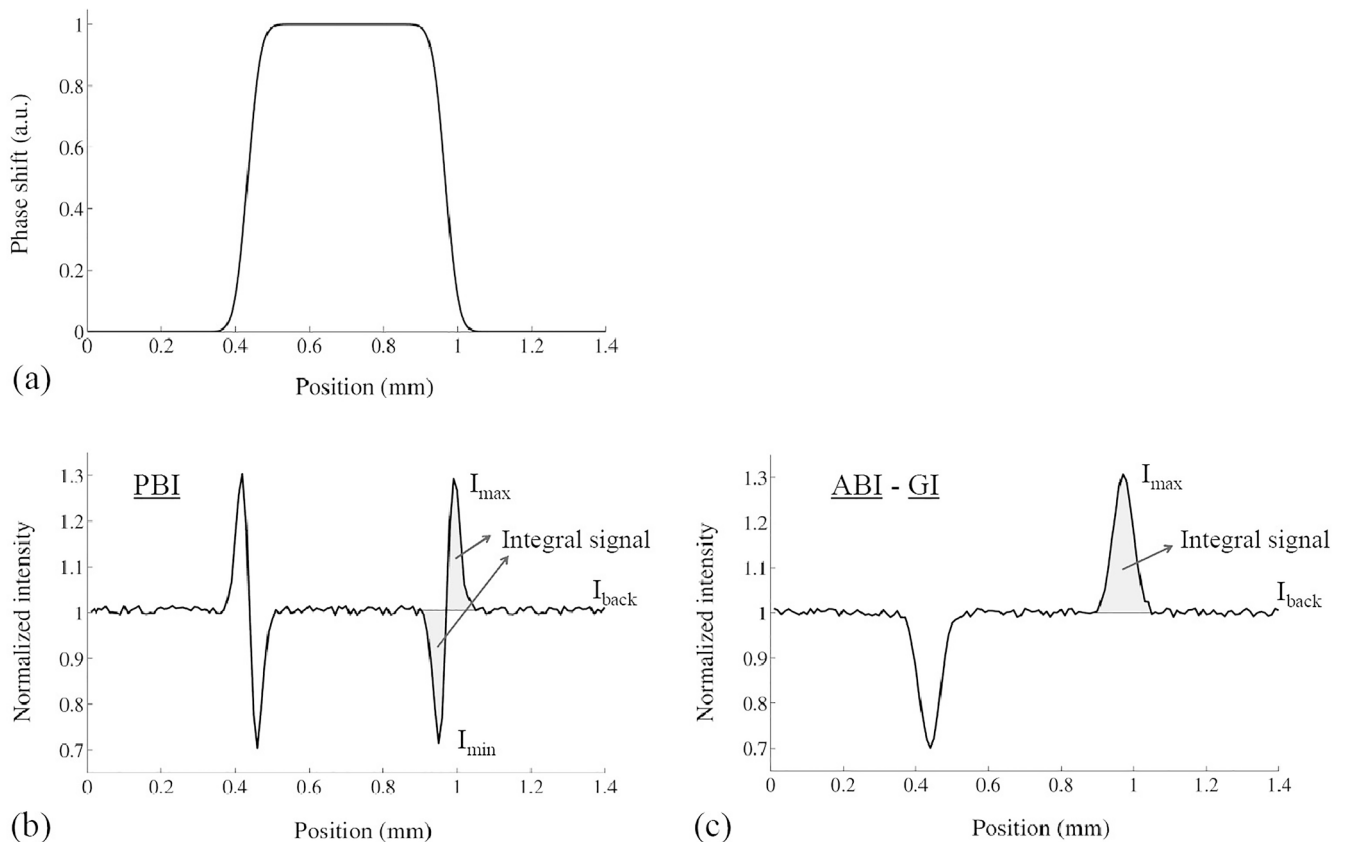 1
0.8
0.6
0.4
0.2
0
Phase shift (a.u.)
0 0.2 0.4 0.6 0.8 1 1.2 1.4
Position (mm)
(a)
PBI
1.3
1.2
1.1
1
0.9
0.8
0.7
Normalized intensity
Imax
Integral signal
Iback
Imin
0 0.2 0.4 0.6 0.8 1 1.2 1.4
Position (mm)
(b)
ABI - GI
1.3
1.2
1.1
1
0.9
0.8
0.7
Normalized intensity
Imax
Integral signal
Iback
0 0.2 0.4 0.6 0.8 1 1.2 1.4
Position (mm)
(c)